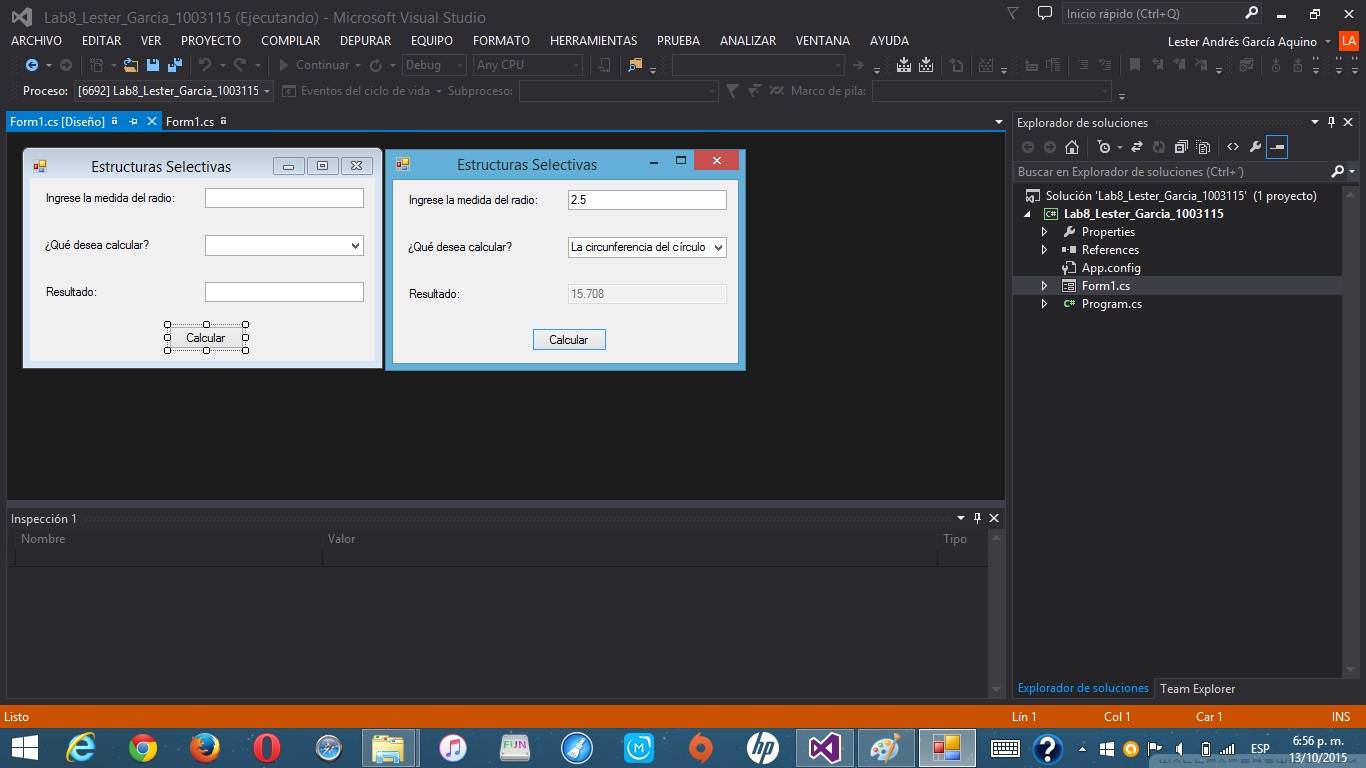 Lab8_Lester_Garcia_1003115 (Ejecutando) - Microsoft Visual Studio
Inicio rápido (Ctrl+Q)
ARCHIVO EDITAR VER PROYECTO COMPILAR DEPURAR EQUIPO FORMATO HERRAMIENTAS PRUEBA ANALIZAR VENTANA AYUDA
Lester Andrés García Aquino LA
Continuar Debug Any CPU
Proceso: [6692] Lab8_Lester_Garcia_1003115 Eventos del ciclo de vida Subproceso: Marco de pila:
Form1.cs [Diseño] Form1.cs
Estructuras Selectivas
Ingrese la medida del radio:
¿Qué desea calcular?
Resultado:
Calcular
Estructuras Selectivas
Ingrese la medida del radio: 2.5
¿Qué desea calcular? La circunferencia del círculo
Resultado: 15.708
Calcular
Explorador de soluciones
Buscar en Explorador de soluciones (Ctrl+´)
Solución 'Lab8_Lester_Garcia_1003115' (1 proyecto)
C# Lab8_Lester_Garcia_1003115
Properties
References
App.config
Form1.cs
C# Program.cs
Inspección 1
Nombre Valor Tipo
Explorador de soluciones Team Explorer
Listo Lín 1 Col 1 Car 1 INS
FUN
hp
ESP
6:56 p. m.
13/10/2015